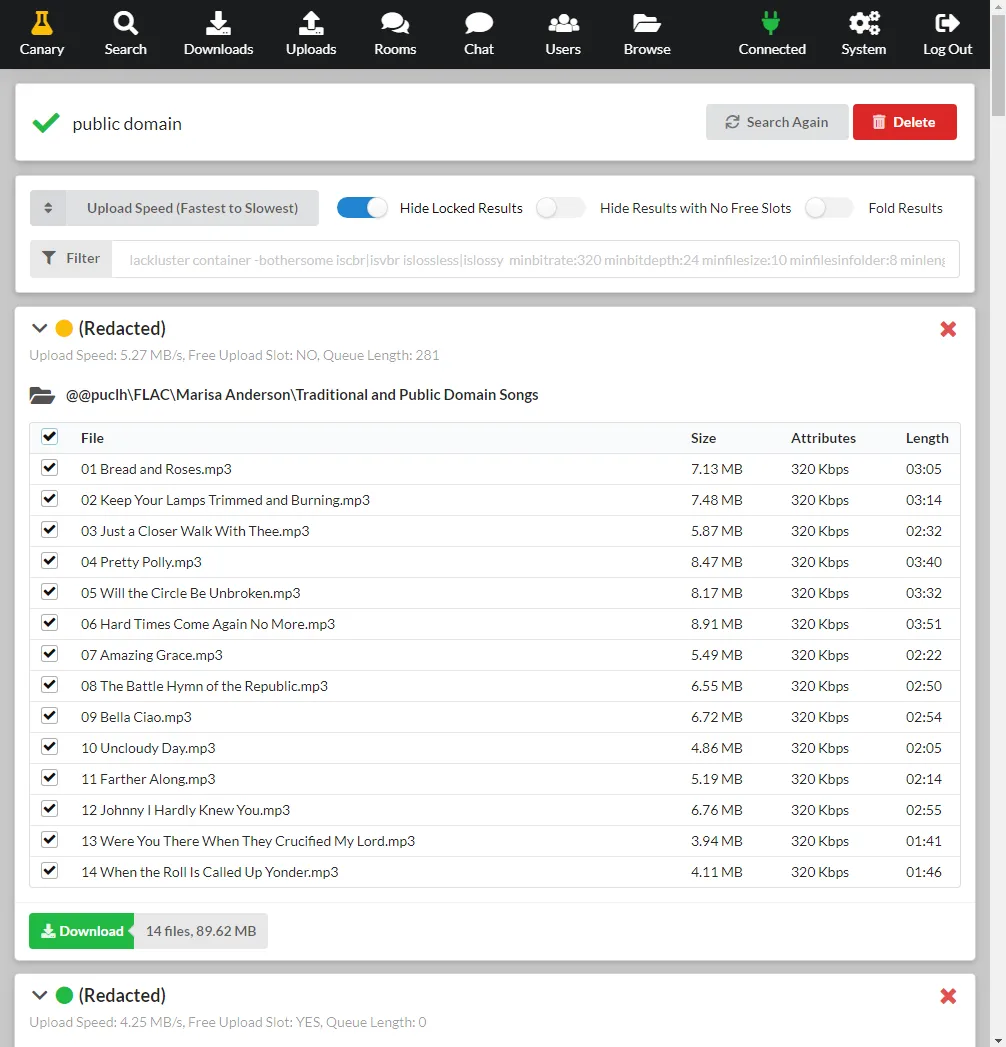 Canary Search Downloads Uploads Rooms Chat Users Browse Connected System Log Out
public domain Search Again Delete
Upload Speed (Fastest to Slowest) Hide Locked Results Hide Results with No Free Slots Fold Results
Filter lackluster container -bothersome iscbr|isvbr islossless|islossy minbitrate:320 minbitdepth:24 minfilesize:10 minfilesinfolder:8 minleng
(Redacted)
Upload Speed: 5.27 MB/s, Free Upload Slot: NO, Queue Length: 281
@@puclh\FLAC\Marisa Anderson\Traditional and Public Domain Songs
File Size Attributes Length
01 Bread and Roses.mp3 7.13 MB 320 Kbps 03:05
02 Keep Your Lamps Trimmed and Burning.mp3 7.48 MB 320 Kbps 03:14
03 Just a Closer Walk With Thee.mp3 5.87 MB 320 Kbps 02:32
04 Pretty Polly.mp3 8.47 MB 320 Kbps 03:40
05 Will the Circle Be Unbroken.mp3 8.17 MB 320 Kbps 03:32
06 Hard Times Come Again No More.mp3 8.91 MB 320 Kbps 03:51
07 Amazing Grace.mp3 5.49 MB 320 Kbps 02:22
08 The Battle Hymn of the Republic.mp3 6.55 MB 320 Kbps 02:50
09 Bella Ciao.mp3 6.72 MB 320 Kbps 02:54
10 Uncloudy Day.mp3 4.86 MB 320 Kbps 02:05
11 Farther Along.mp3 5.19 MB 320 Kbps 02:14
12 Johnny I Hardly Knew You.mp3 6.76 MB 320 Kbps 02:55
13 Were You There When They Crucified My Lord.mp3 3.94 MB 320 Kbps 01:41
14 When the Roll Is Called Up Yonder.mp3 4.11 MB 320 Kbps 01:46
Download 14 files, 89.62 MB
(Redacted)
Upload Speed: 4.25 MB/s, Free Upload Slot: YES, Queue Length: 0